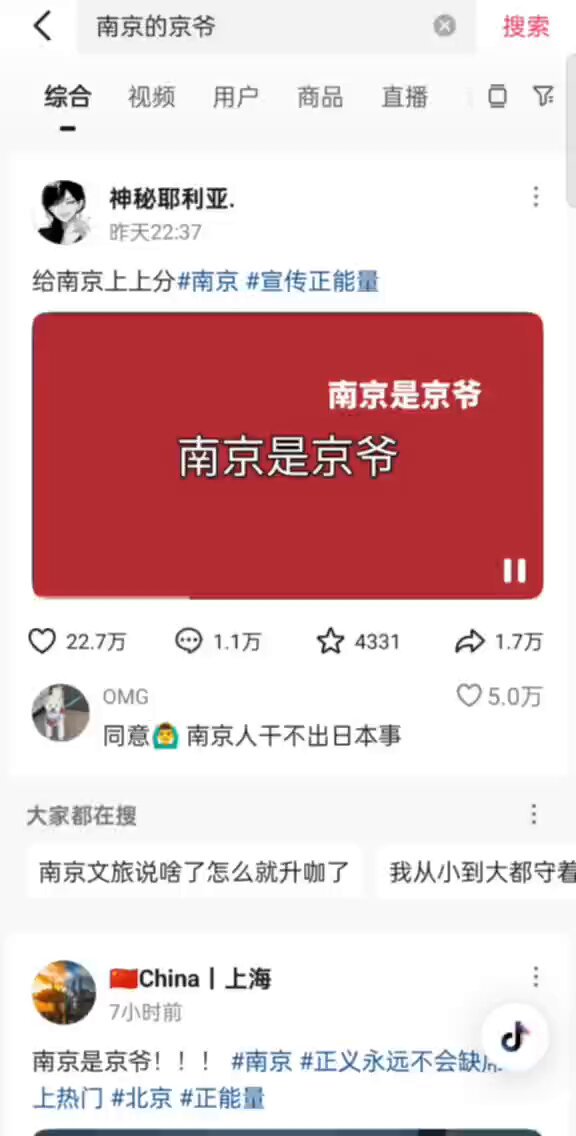 南京的京爷
搜索
综合 视频 用户 商品 直播
神秘耶利亚.
昨天22:37
给南京上上分#南京 #宣传正能量
南京是京爷
南京是京爷
22.7万 1.1万 4331 1.7万
OMG
5.0万
同意🙆‍♂️ 南京人干不出日本事
大家都在搜
南京文旅说啥了怎么就升咖了
我从小到大都守着
🇨🇳China丨上海
7小时前
南京是京爷！！！ #南京 #正义永远不会缺席
上热门 #北京 #正能量